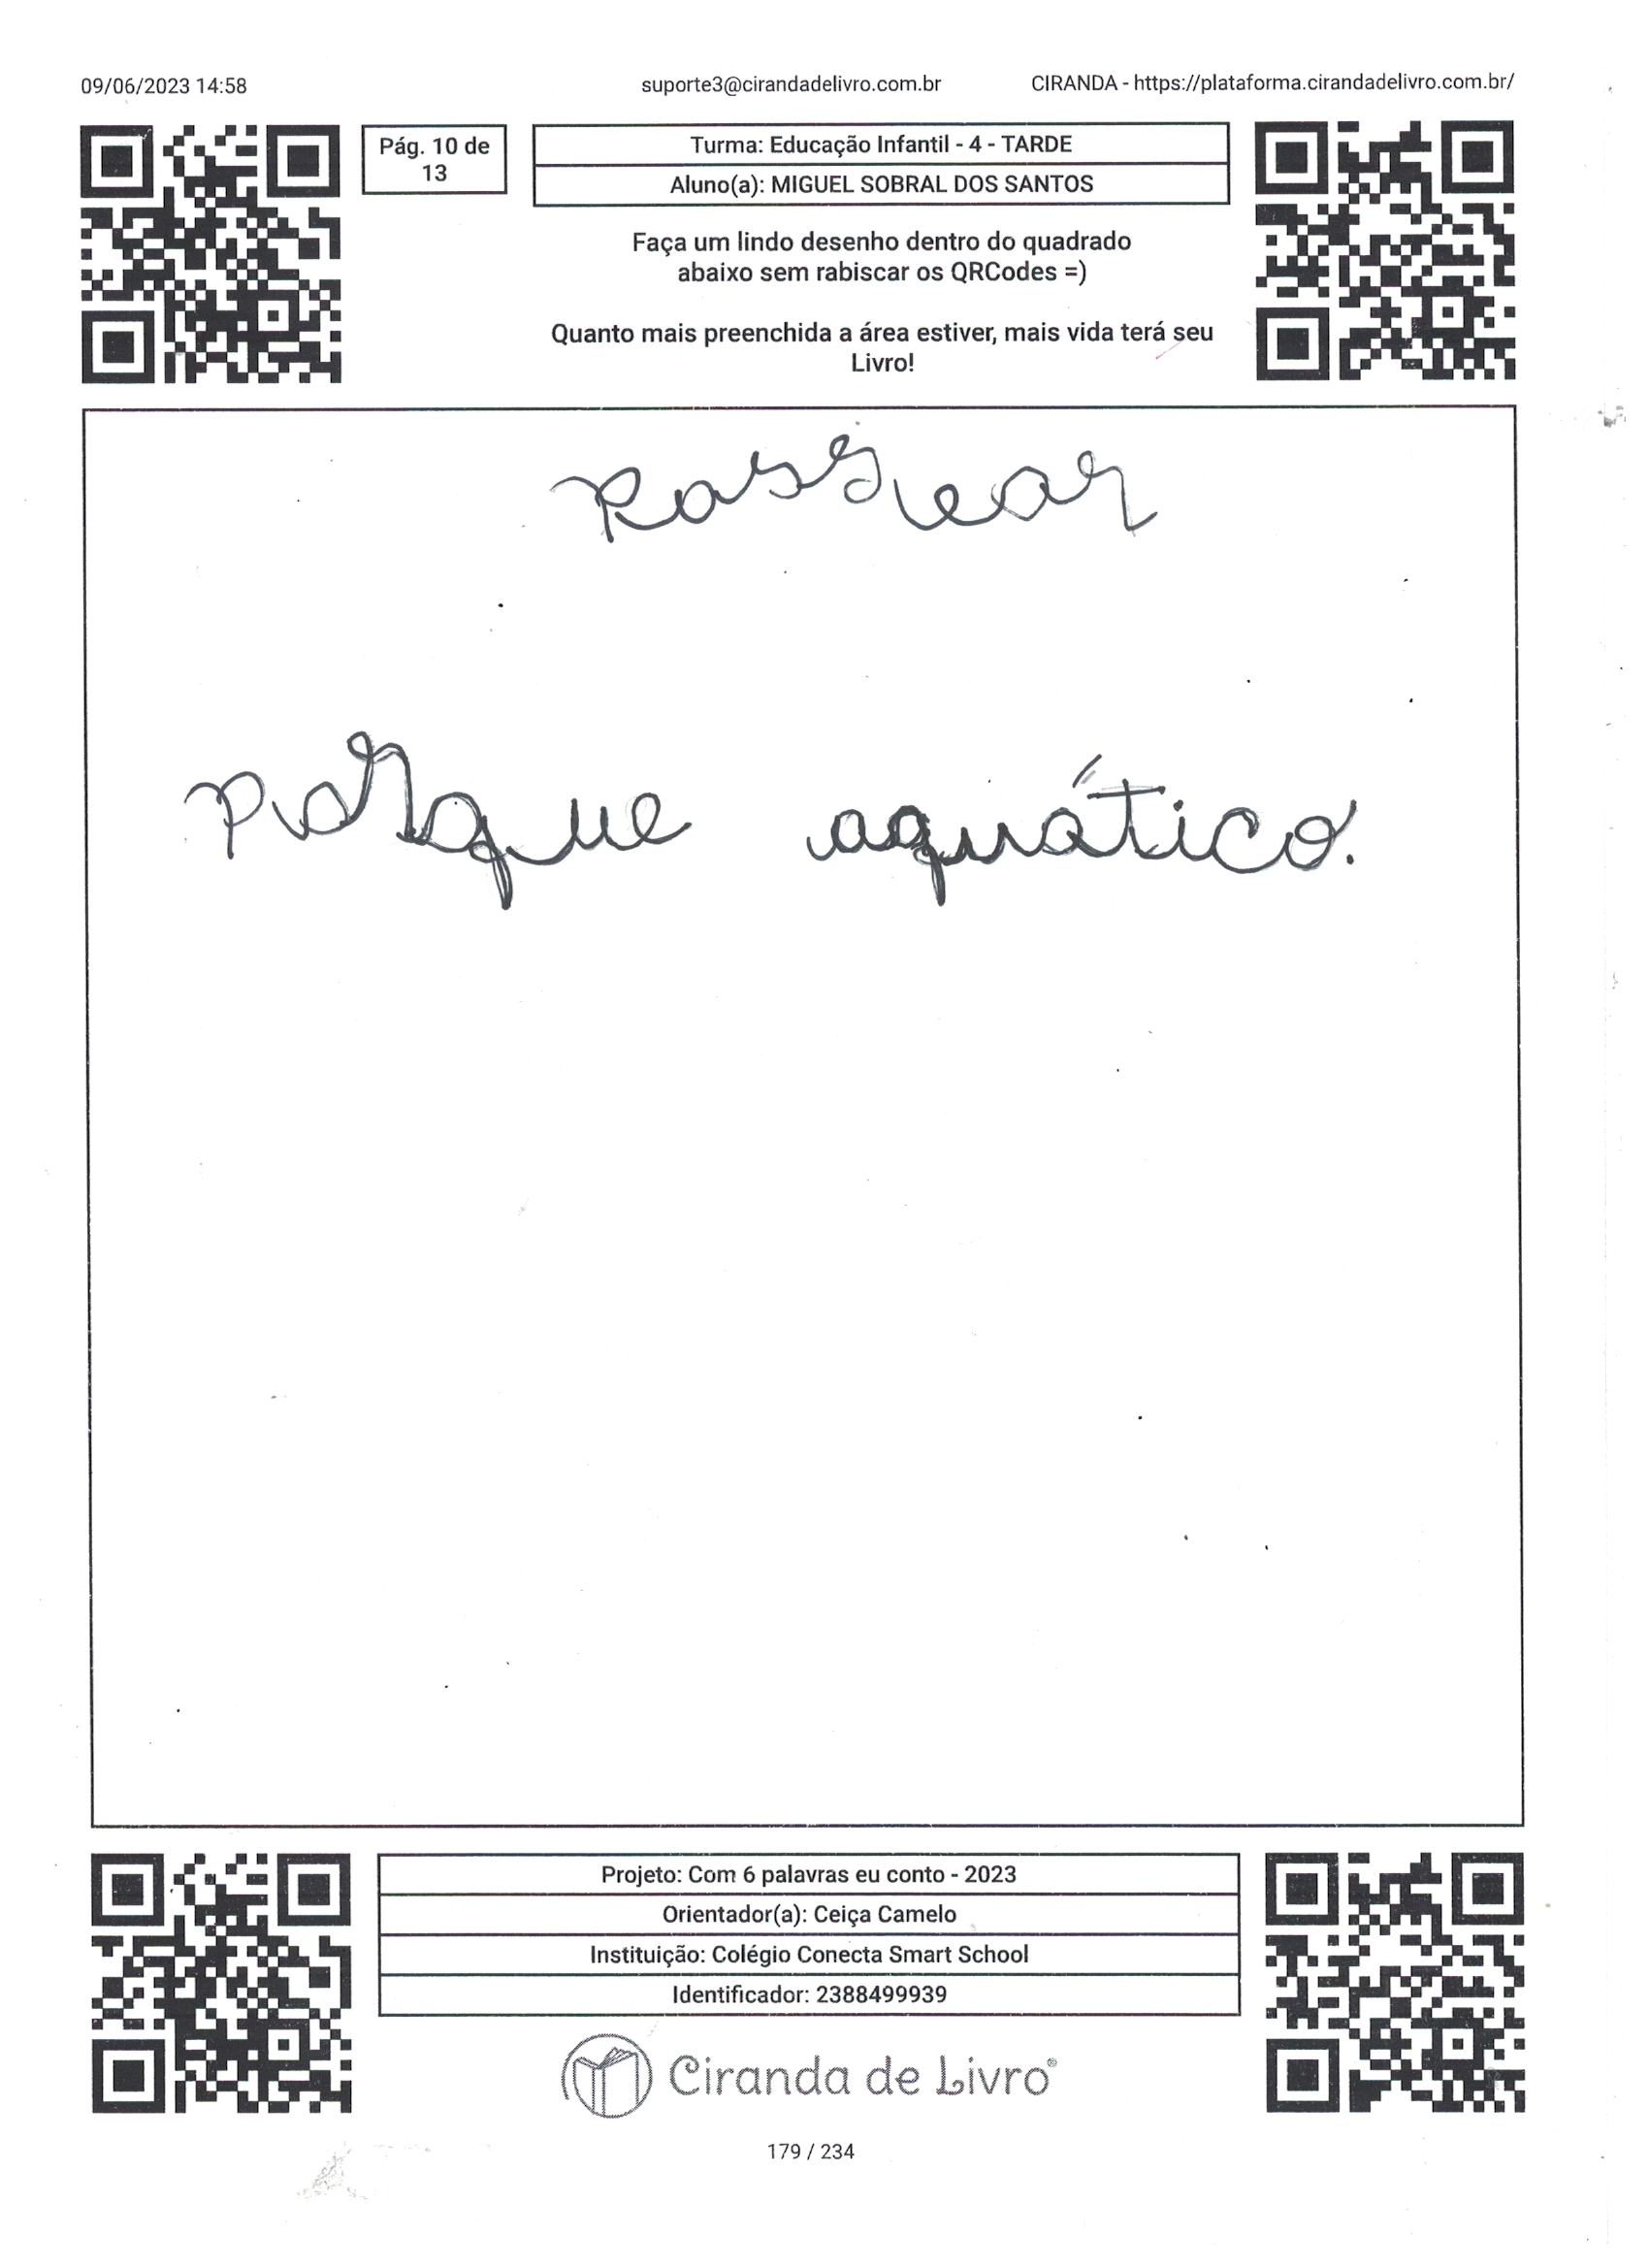 09/06/2023 14:58 suporte3@cirandadelivro.com.br CIRANDA - https://plataforma.cirandadelivro.com.br/
Pág. 10 de
13
Turma: Educação Infantil - 4 - TARDE
Aluno(a): MIGUEL SOBRAL DOS SANTOS
Faça um lindo desenho dentro do quadrado
abaixo sem rabiscar os QRCodes =)
Quanto mais preenchida a área estiver, mais vida terá seu
Livro!
Passear
parque aquático.
Projeto: Com 6 palavras eu conto - 2023
Orientador(a): Ceiça Camelo
Instituição: Colégio Conecta Smart School
Identificador: 2388499939
Ciranda de Livro®
179 / 234